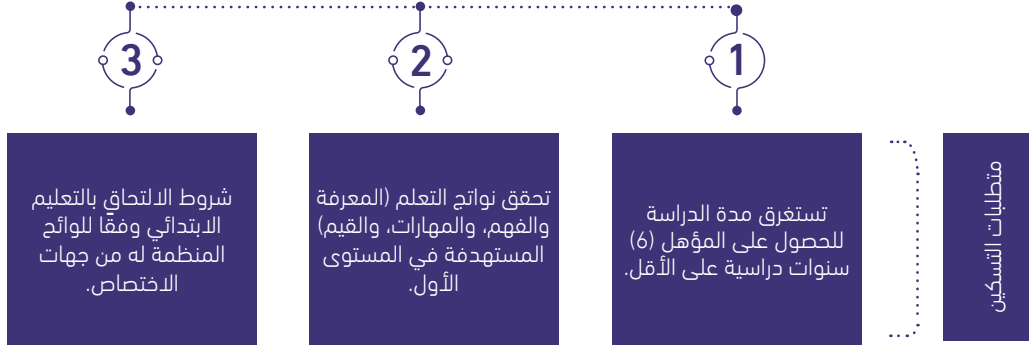 متطلبات التسكين
1
تستغرق مدة الدراسة
للحصول على المؤهل (6)
سنوات دراسية على الأقل.
2
تحقق نواتج التعلم (المعرفة
والفهم، والمهارات، والقيم)
المستهدفة في المستوى
الأول.
3
شروط الالتحاق بالتعليم
الابتدائي وفقًا للوائح
المنظمة له من جهات
الاختصاص.